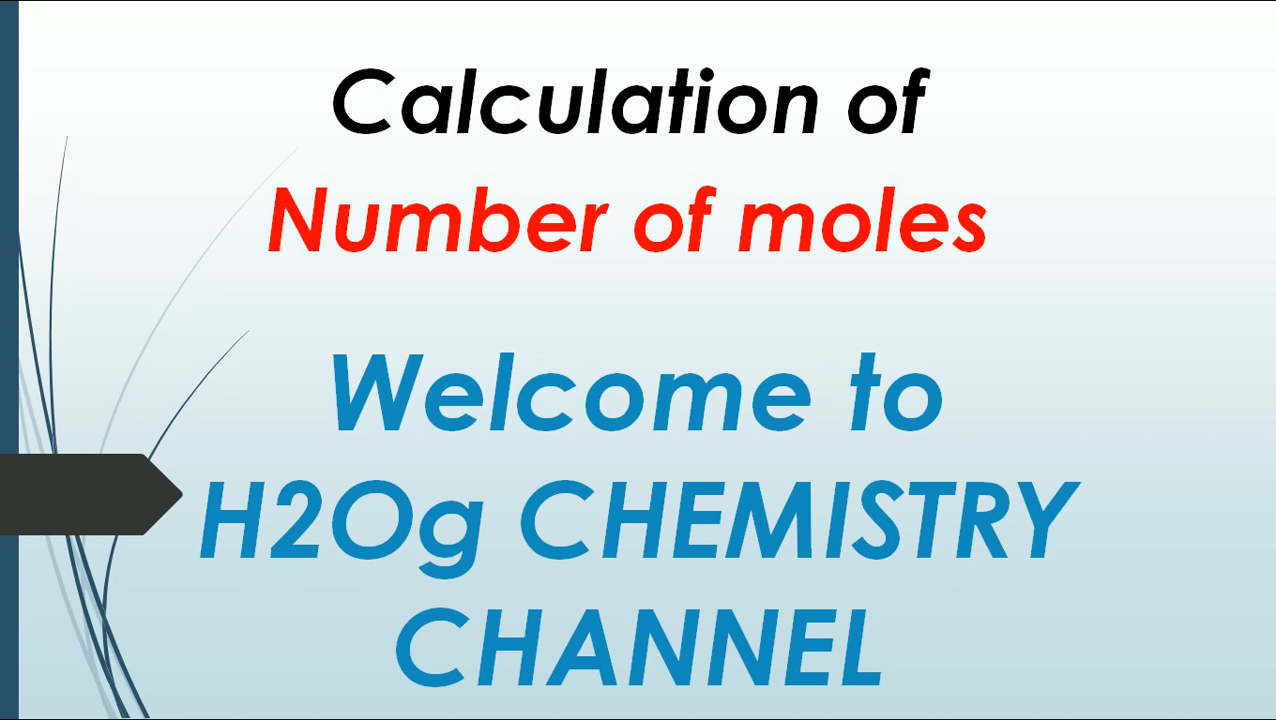 Calculation of
Number of moles
Welcome to
H2Og CHEMISTRY
CHANNEL